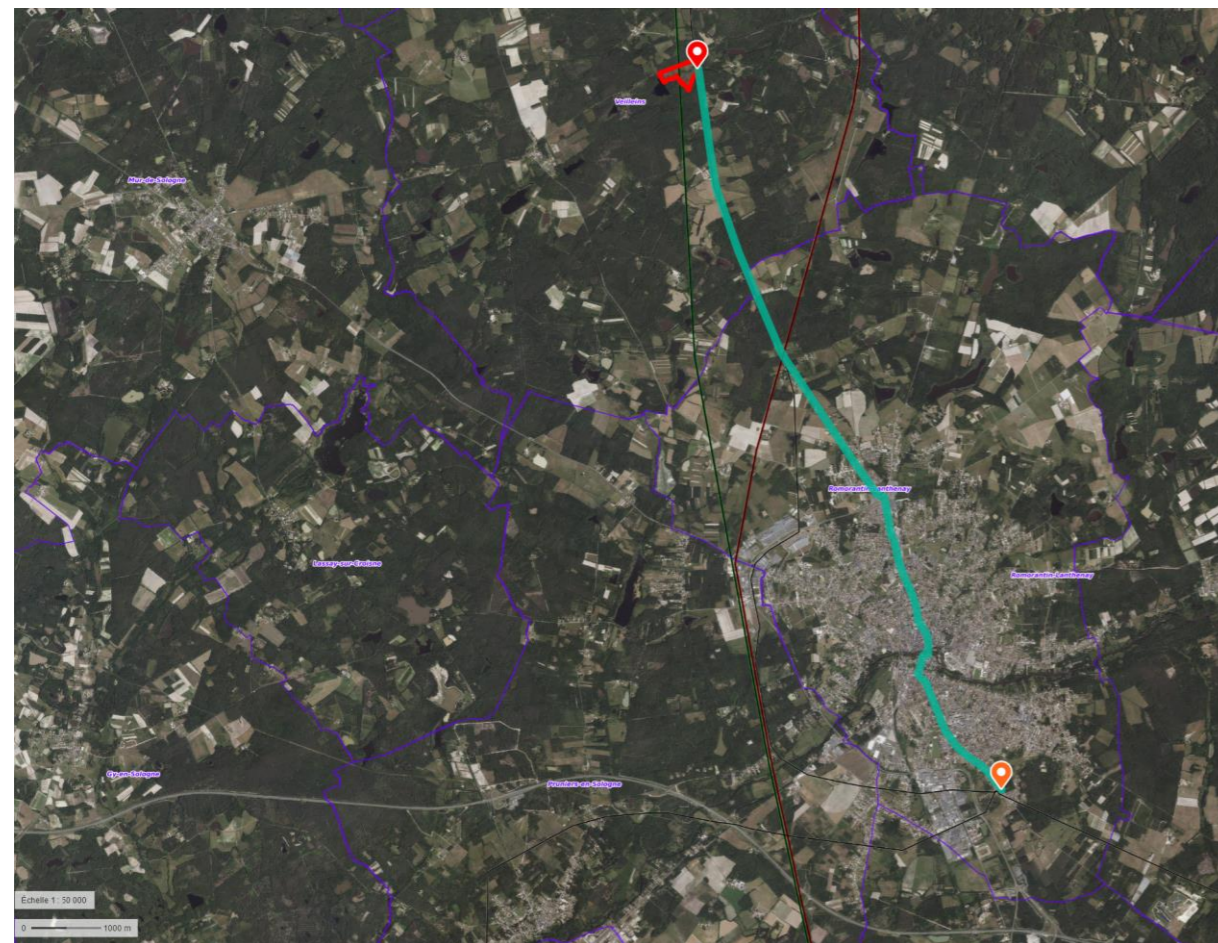 Veilleins
Mur-de-Sologne
Romorantin-Lanthenay
Lassay-sur-Croisne
Romorantin-Lanthenay
Gy-en-Sologne
Pruniers-en-Sologne
Échelle 1 : 50 000
0 1000 m